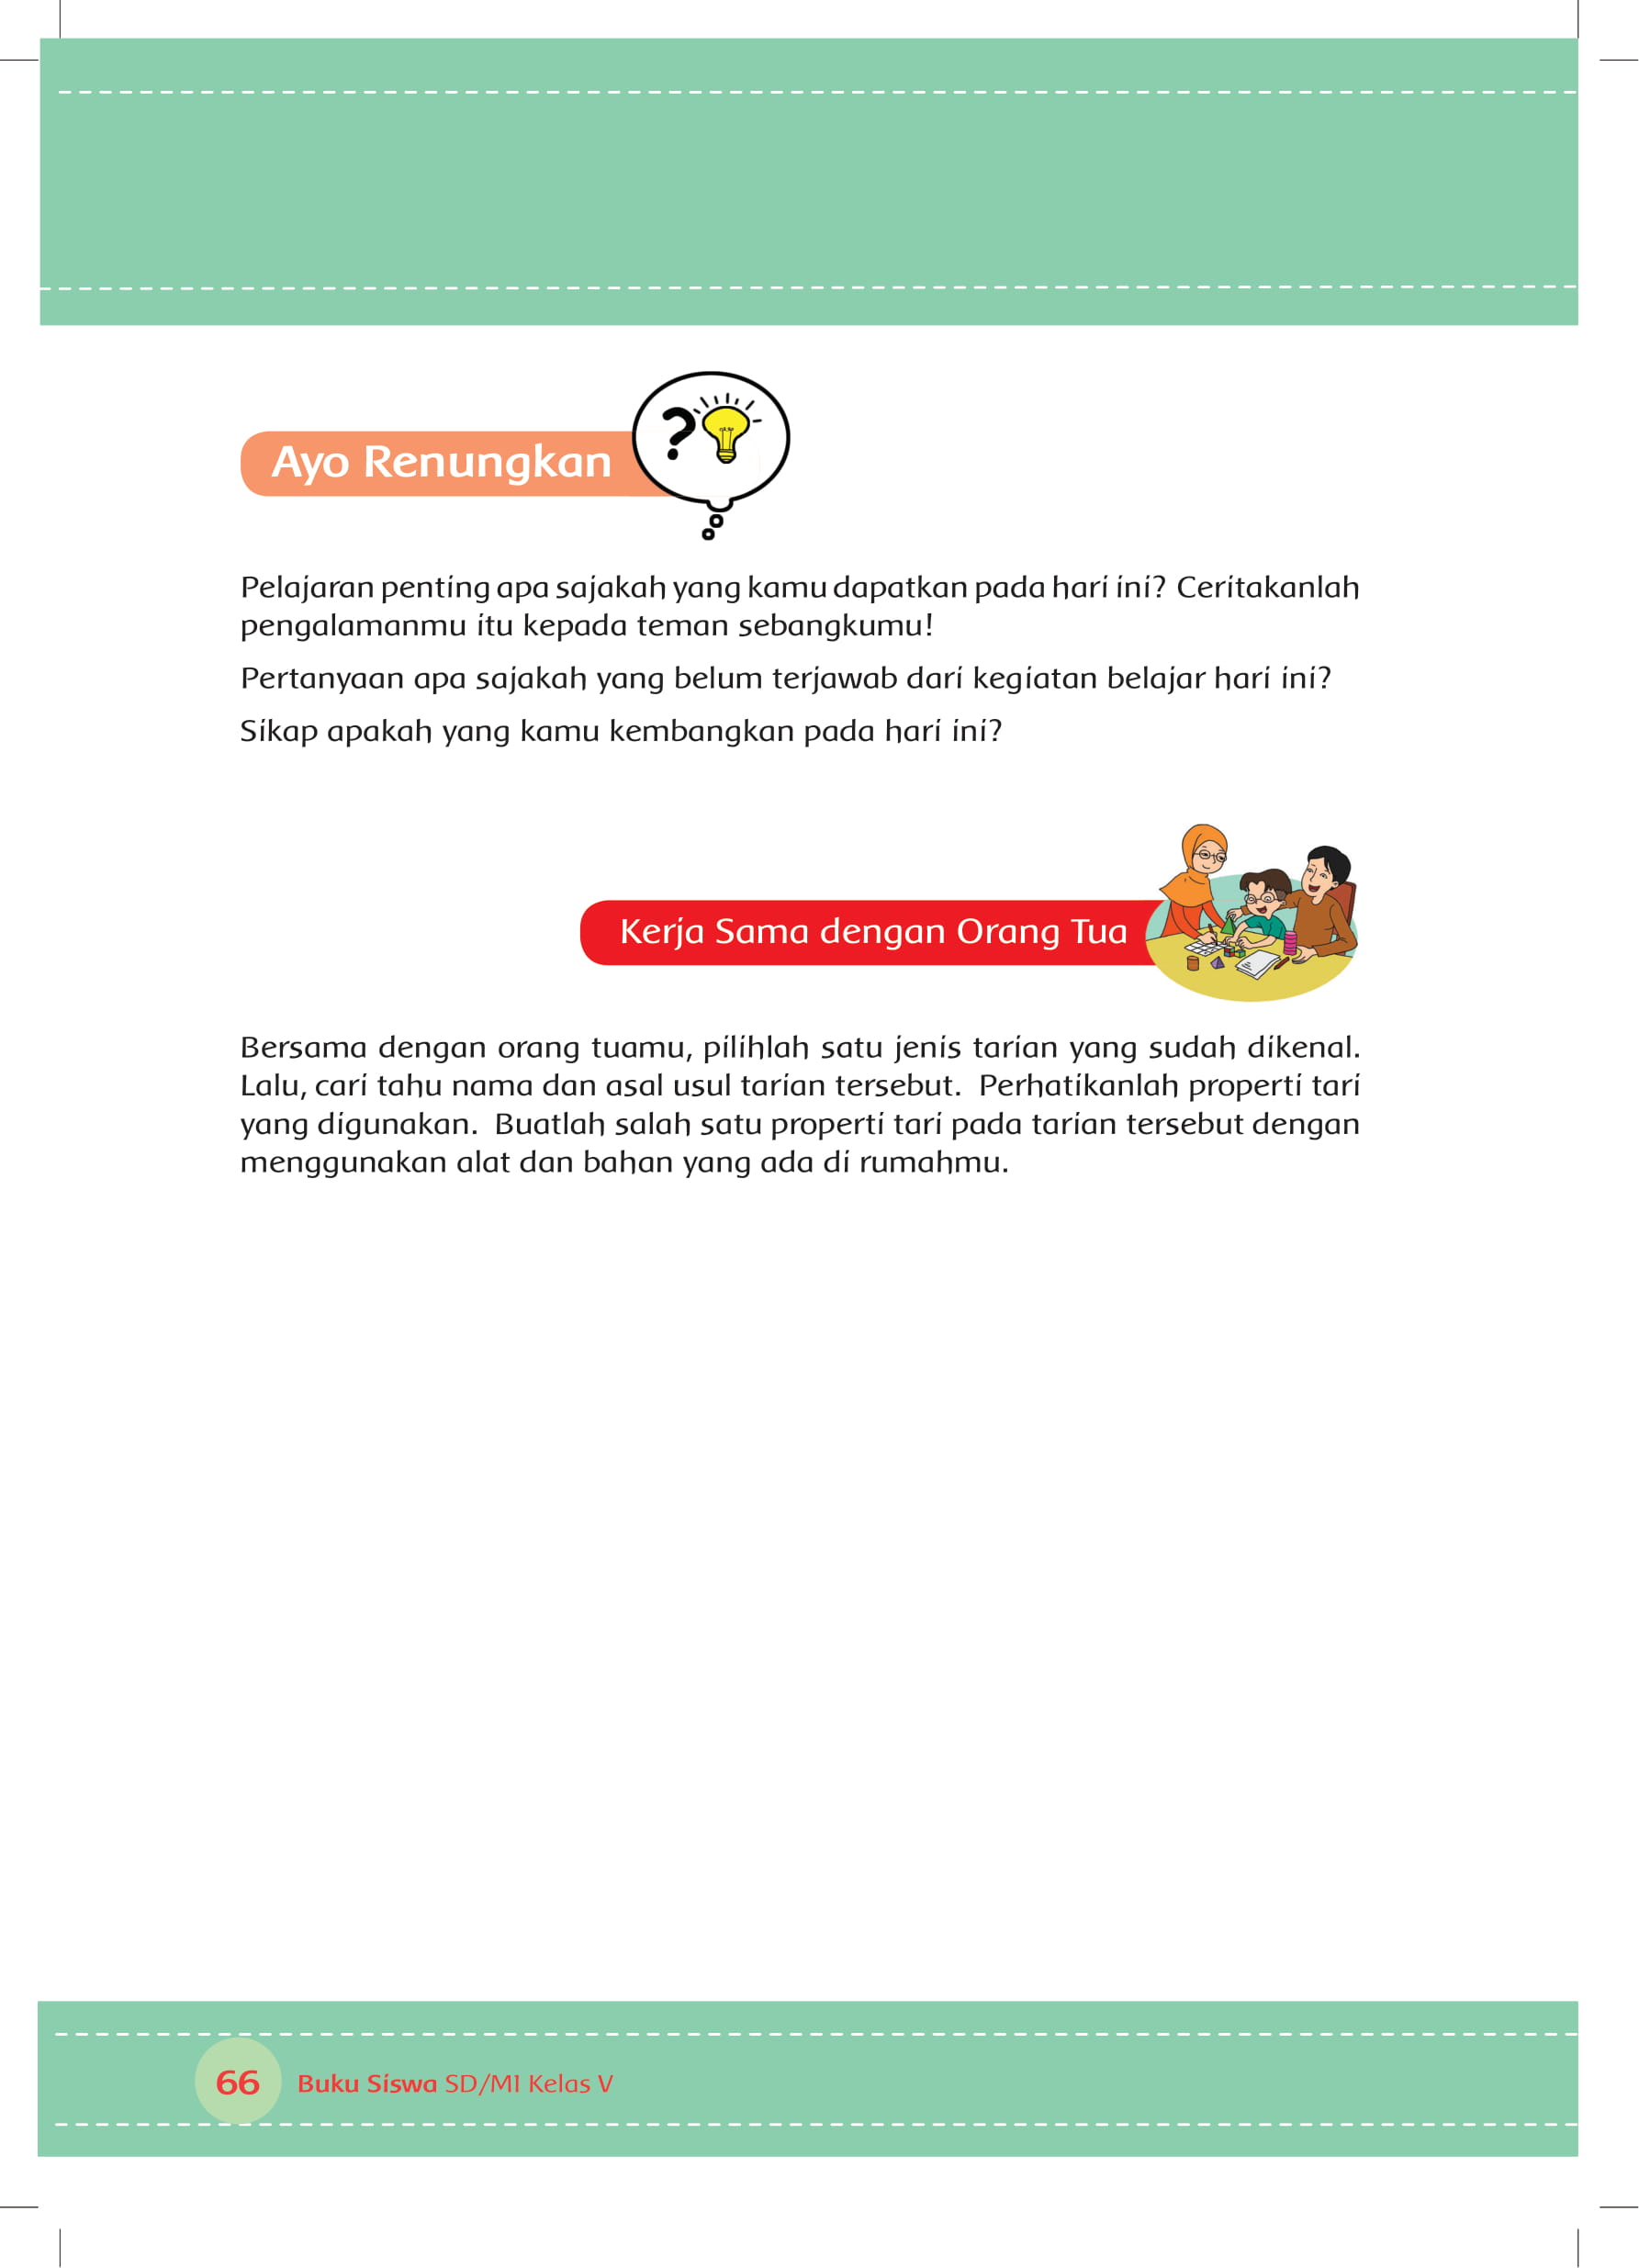 Ayo Renungkan
?
Pelajaran penting apa sajakah yang kamu dapatkan pada hari ini? Ceritakanlah
pengalamanmu itu kepada teman sebangkumu!
Pertanyaan apa sajakah yang belum terjawab dari kegiatan belajar hari ini?
Sikap apakah yang kamu kembangkan pada hari ini?
Kerja Sama dengan Orang Tua
Bersama dengan orang tuamu, pilihlah satu jenis tarian yang sudah dikenal.
Lalu, cari tahu nama dan asal usul tarian tersebut. Perhatikanlah properti tari
yang digunakan. Buatlah salah satu properti tari pada tarian tersebut dengan
menggunakan alat dan bahan yang ada di rumahmu.
66 Buku Siswa SD/MI Kelas V